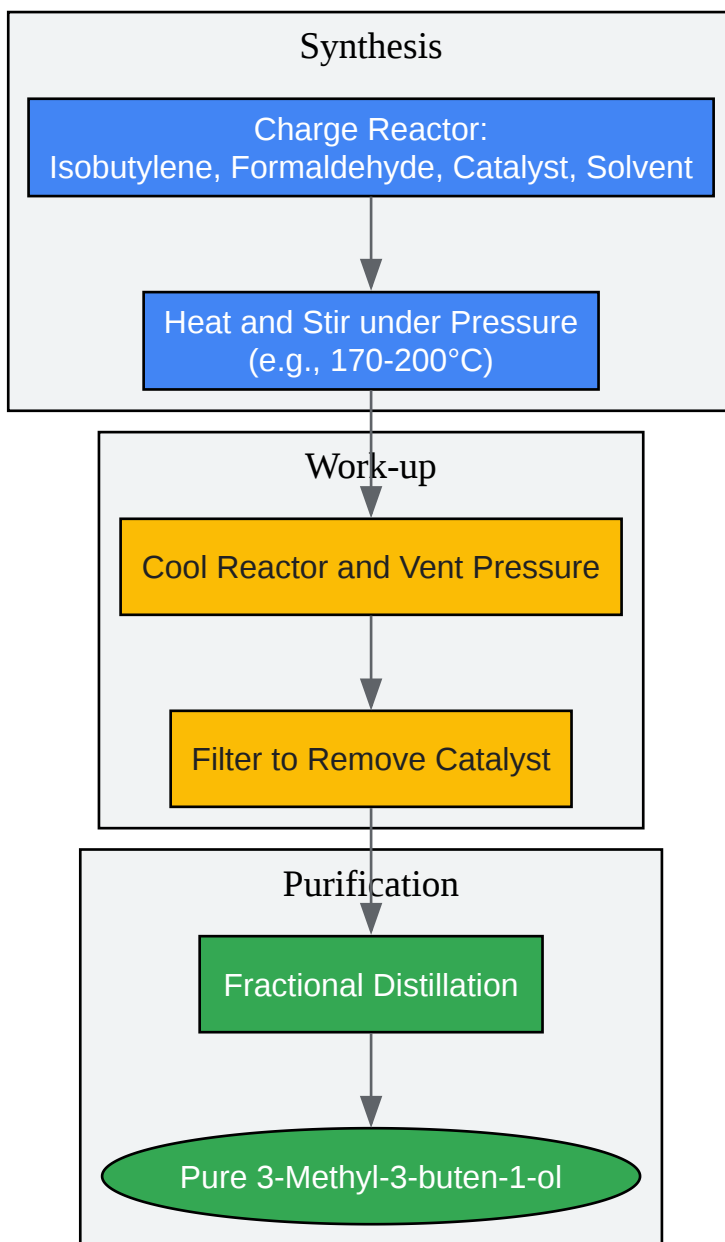 Synthesis
Charge Reactor:
Isobutylene, Formaldehyde, Catalyst, Solvent
Heat and Stir under Pressure
(e.g., 170-200°C)
Work-up
Cool Reactor and Vent Pressure
Filter to Remove Catalyst
Purification
Fractional Distillation
Pure 3-Methyl-3-buten-1-ol